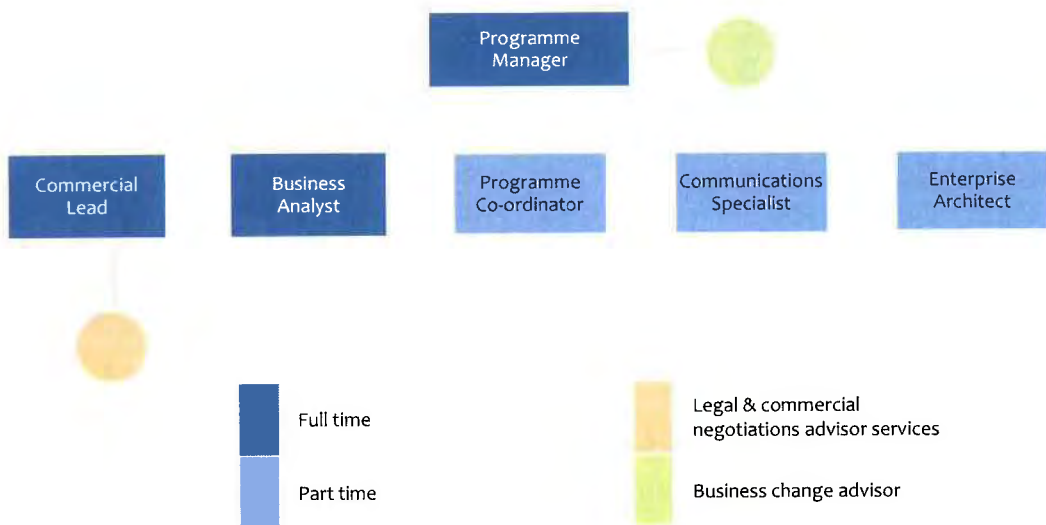 Programme
Manager
Commercial
Lead
Business
Analyst
Programme
Co-ordinator
Communications
Specialist
Enterprise
Architect
Full time
Part time
Legal & commercial
negotiations advisor services
Business change advisor